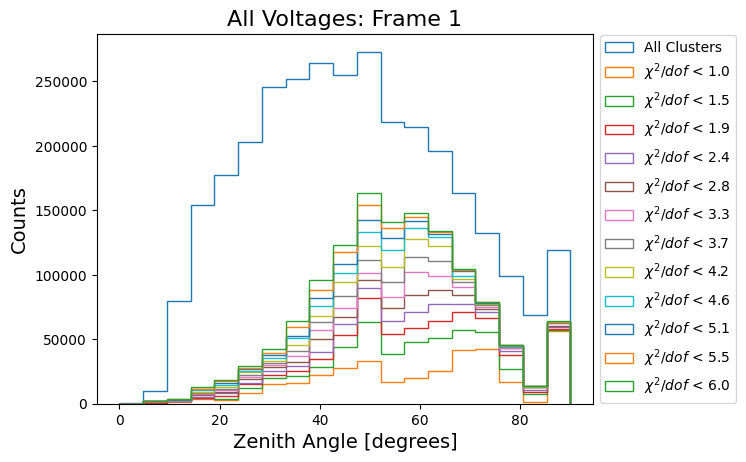 All Voltages: Frame 1
Counts
250000
200000
150000
100000
50000
0
0 20 40 60 80
Zenith Angle [degrees]
All Clusters
χ²/dof < 1.0
χ²/dof < 1.5
χ²/dof < 1.9
χ²/dof < 2.4
χ²/dof < 2.8
χ²/dof < 3.3
χ²/dof < 3.7
χ²/dof < 4.2
χ²/dof < 4.6
χ²/dof < 5.1
χ²/dof < 5.5
χ²/dof < 6.0